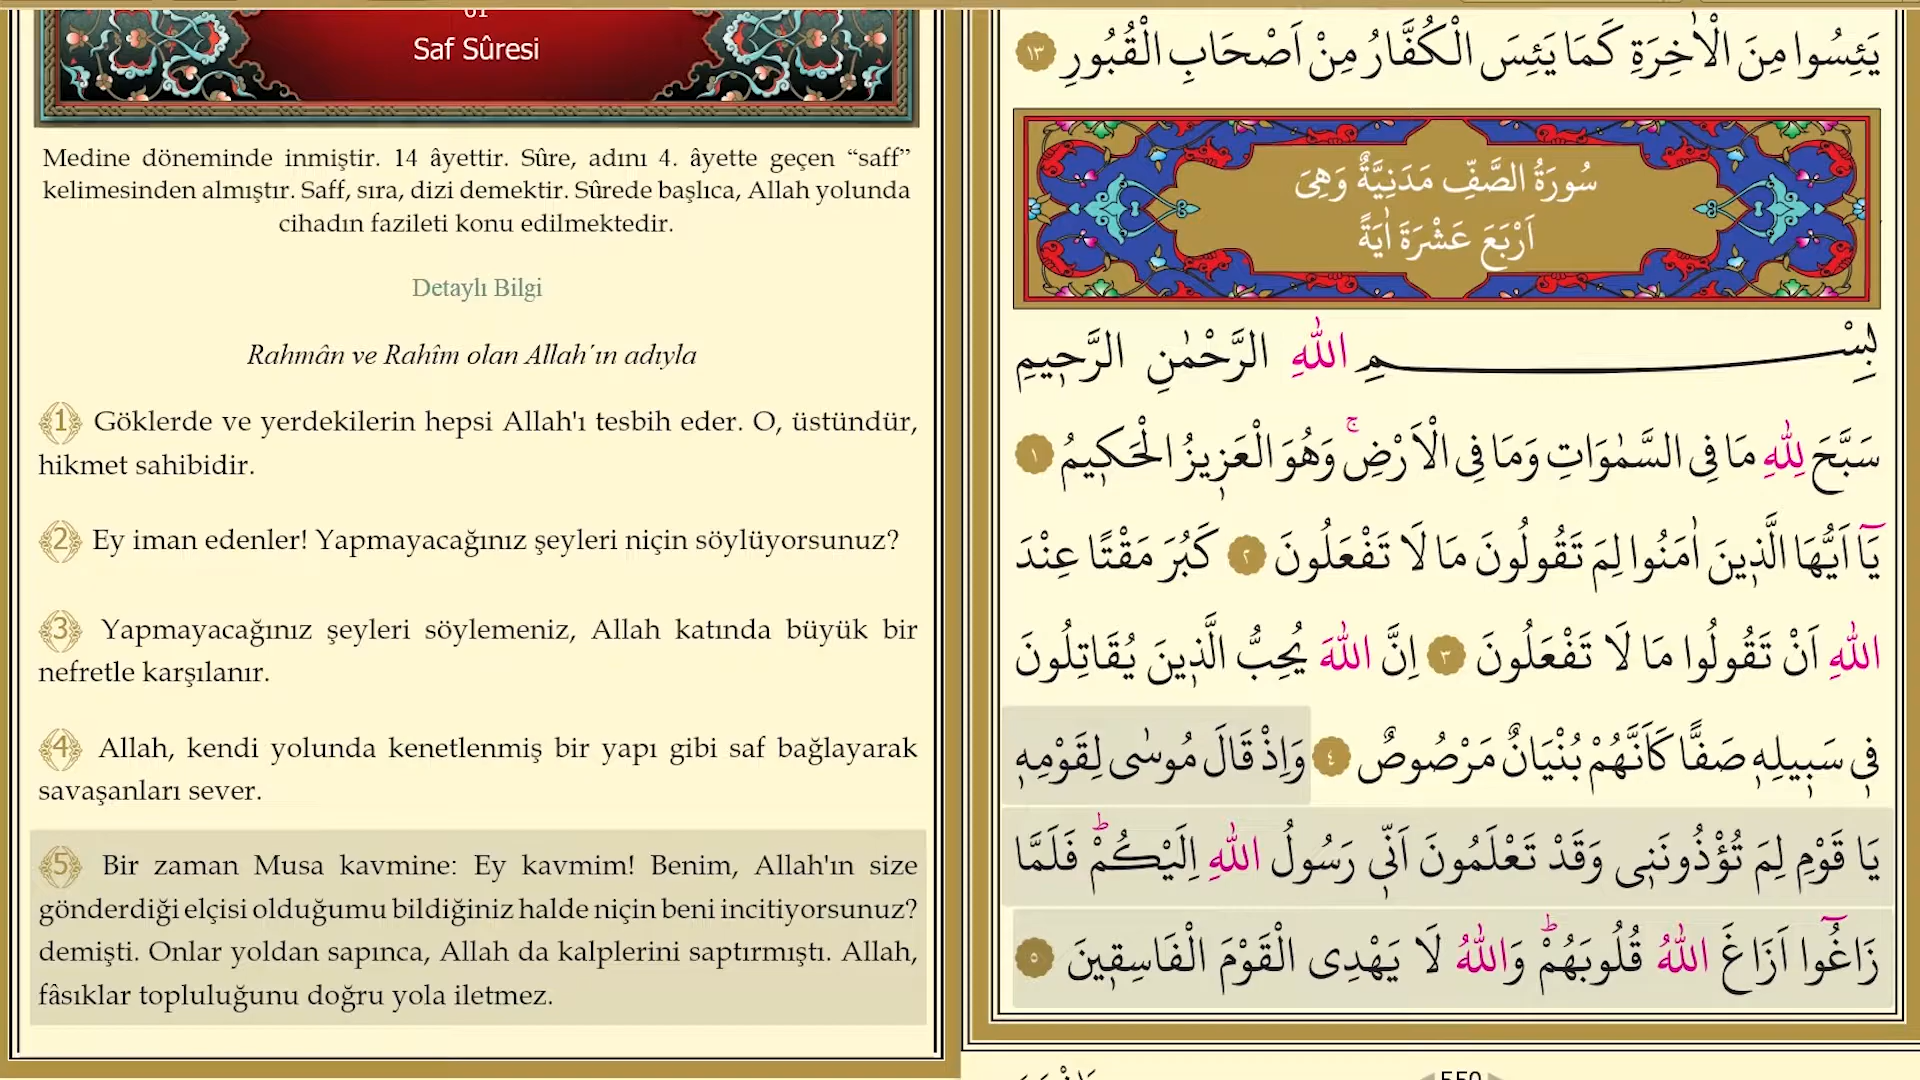 61
Saf Sûresi
Medine döneminde inmiştir. 14 âyettir. Sûre, adını 4. âyette geçen “saff”
kelimesinden almıştır. Saff, sıra, dizi demektir. Sûrede başlıca, Allah yolunda
cihadın fazileti konu edilmektedir.
Detaylı Bilgi
Rahmân ve Rahîm olan Allah´ın adıyla
1 Göklerde ve yerdekilerin hepsi Allah'ı tesbih eder. O, üstündür,
hikmet sahibidir.
2 Ey iman edenler! Yapmayacağınız şeyleri niçin söylüyorsunuz?
3 Yapmayacağınız şeyleri söylemeniz, Allah katında büyük bir
nefretle karşılanır.
4 Allah, kendi yolunda kenetlenmiş bir yapı gibi saf bağlayarak
savaşanları sever.
5 Bir zaman Musa kavmine: Ey kavmim! Benim, Allah'ın size
gönderdiği elçisi olduğumu bildiğiniz halde niçin beni incitiyorsunuz?
demişti. Onlar yoldan sapınca, Allah da kalplerini saptırmıştı. Allah,
fâsıklar topluluğunu doğru yola iletmez.
يَئِسُوا مِنَ الْاٰخِرَةِ كَمَا يَئِسَ الْكُفَّارُ مِنْ اَصْحَابِ الْقُبُورِ ١٣
سُورَةُ الصَّفِّ مَدَنِيَّةٌ وَهِىَ
اَرْبَعَ عَشْرَةَ اٰيَةً
بِسْمِ اللّٰهِ الرَّحْمٰنِ الرَّحٖيمِ
سَبَّحَ لِلّٰهِ مَا فِى السَّمٰوَاتِ وَمَا فِى الْاَرْضِۚ وَهُوَ الْعَزٖيزُ الْحَكٖيمُ ١
يَٓا اَيُّهَا الَّذٖينَ اٰمَنُوا لِمَ تَقُولُونَ مَا لَا تَفْعَلُونَ ٢ كَبُرَ مَقْتًا عِنْدَ
اللّٰهِ اَنْ تَقُولُوا مَا لَا تَفْعَلُونَ ٣ اِنَّ اللّٰهَ يُحِبُّ الَّذٖينَ يُقَاتِلُونَ
فٖى سَبٖيلِهٖ صَفًّا كَاَنَّهُمْ بُنْيَانٌ مَرْصُوصٌ ٤ وَاِذْ قَالَ مُوسٰى لِقَوْمِهٖ
يَا قَوْمِ لِمَ تُؤْذُونَنٖى وَقَدْ تَعْلَمُونَ اَنّٖى رَسُولُ اللّٰهِ اِلَيْكُمْؕ فَلَمَّا
زَاغُٓوا اَزَاغَ اللّٰهُ قُلُوبَهُمْؕ وَاللّٰهُ لَا يَهْدِى الْقَوْمَ الْفَاسِقٖينَ ٥
550